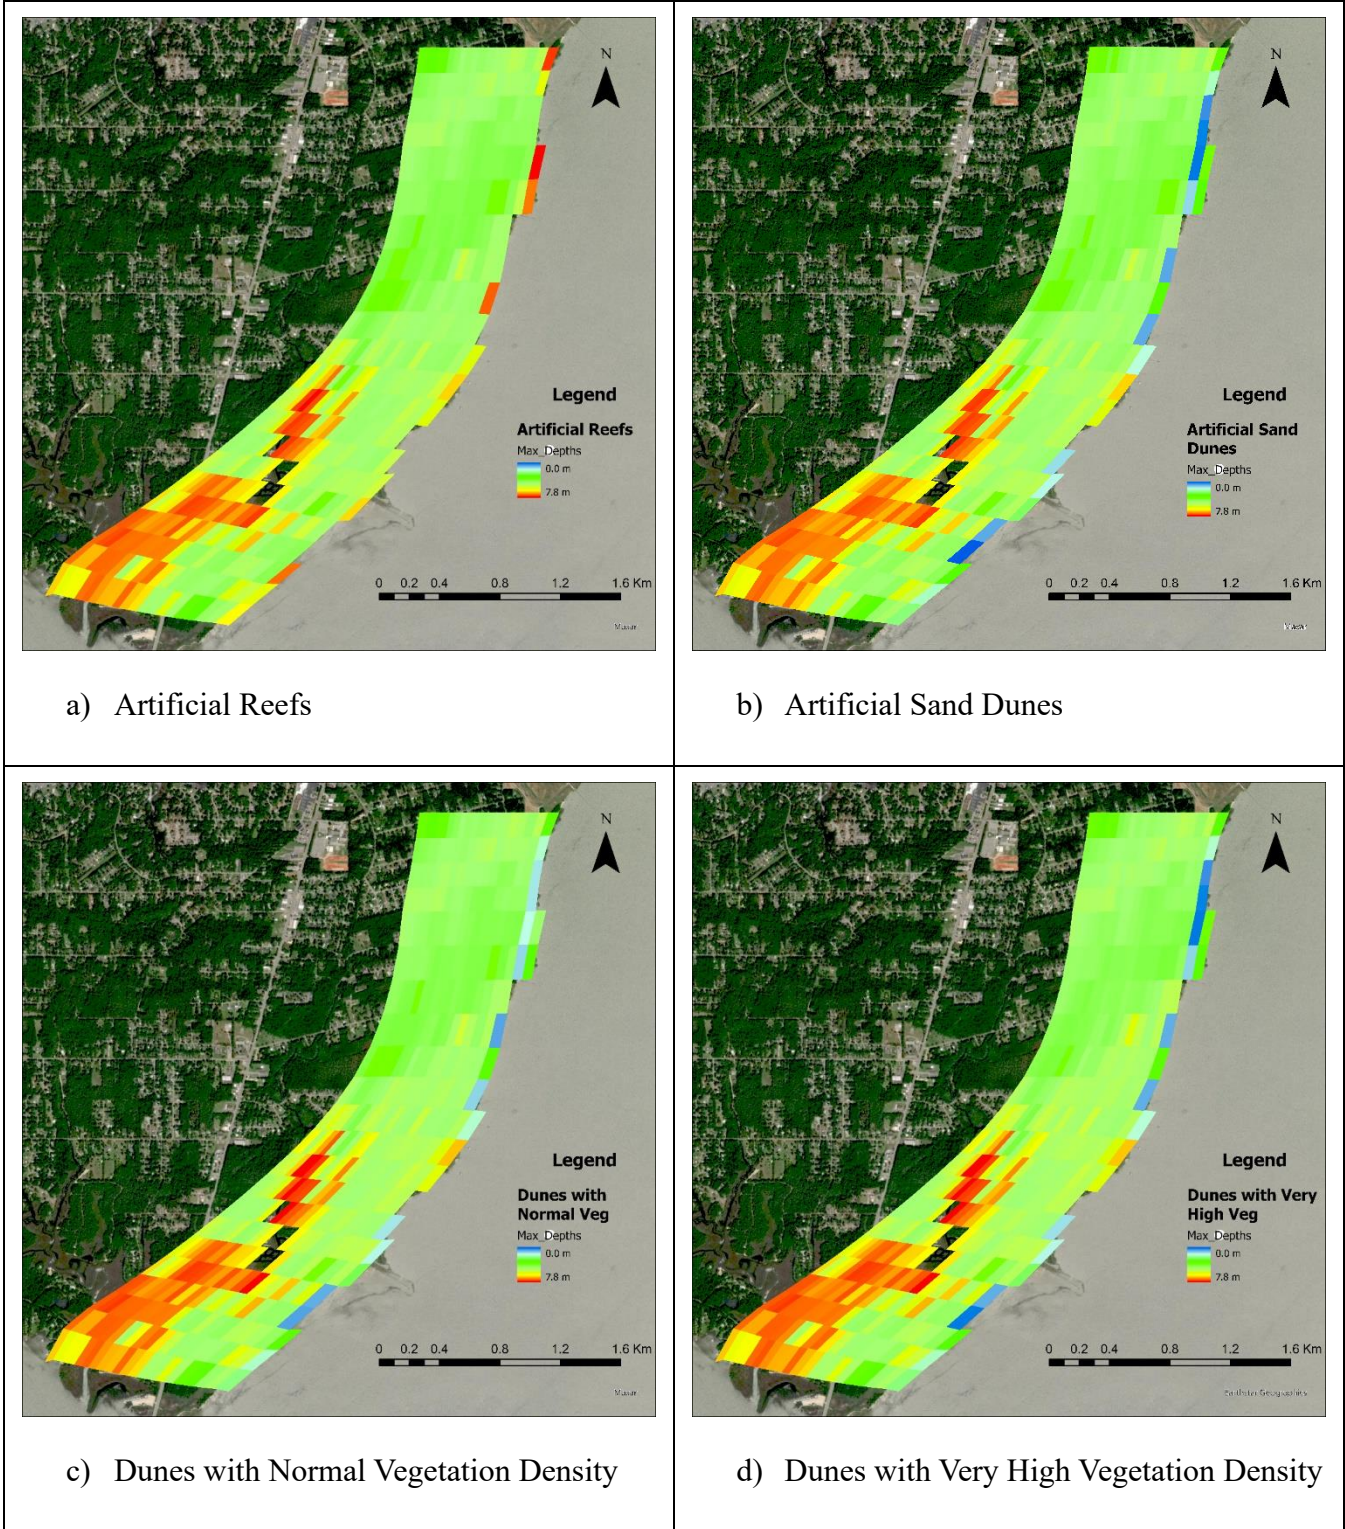 N
Legend
Artificial Reefs
Max_Depths
0.0 m
7.8 m
0 0.2 0.4 0.8 1.2 1.6 Km
Maxar
a) Artificial Reefs
N
Legend
Artificial Sand
Dunes
Max_Depths
0.0 m
7.8 m
0 0.2 0.4 0.8 1.2 1.6 Km
Maxar
b) Artificial Sand Dunes
N
Legend
Dunes with
Normal Veg
Max_Depths
0.0 m
7.8 m
0 0.2 0.4 0.8 1.2 1.6 Km
Maxar
c) Dunes with Normal Vegetation Density
N
Legend
Dunes with Very
High Veg
Max_Depths
0.0 m
7.8 m
0 0.2 0.4 0.8 1.2 1.6 Km
Earthstar Geographics
d) Dunes with Very High Vegetation Density